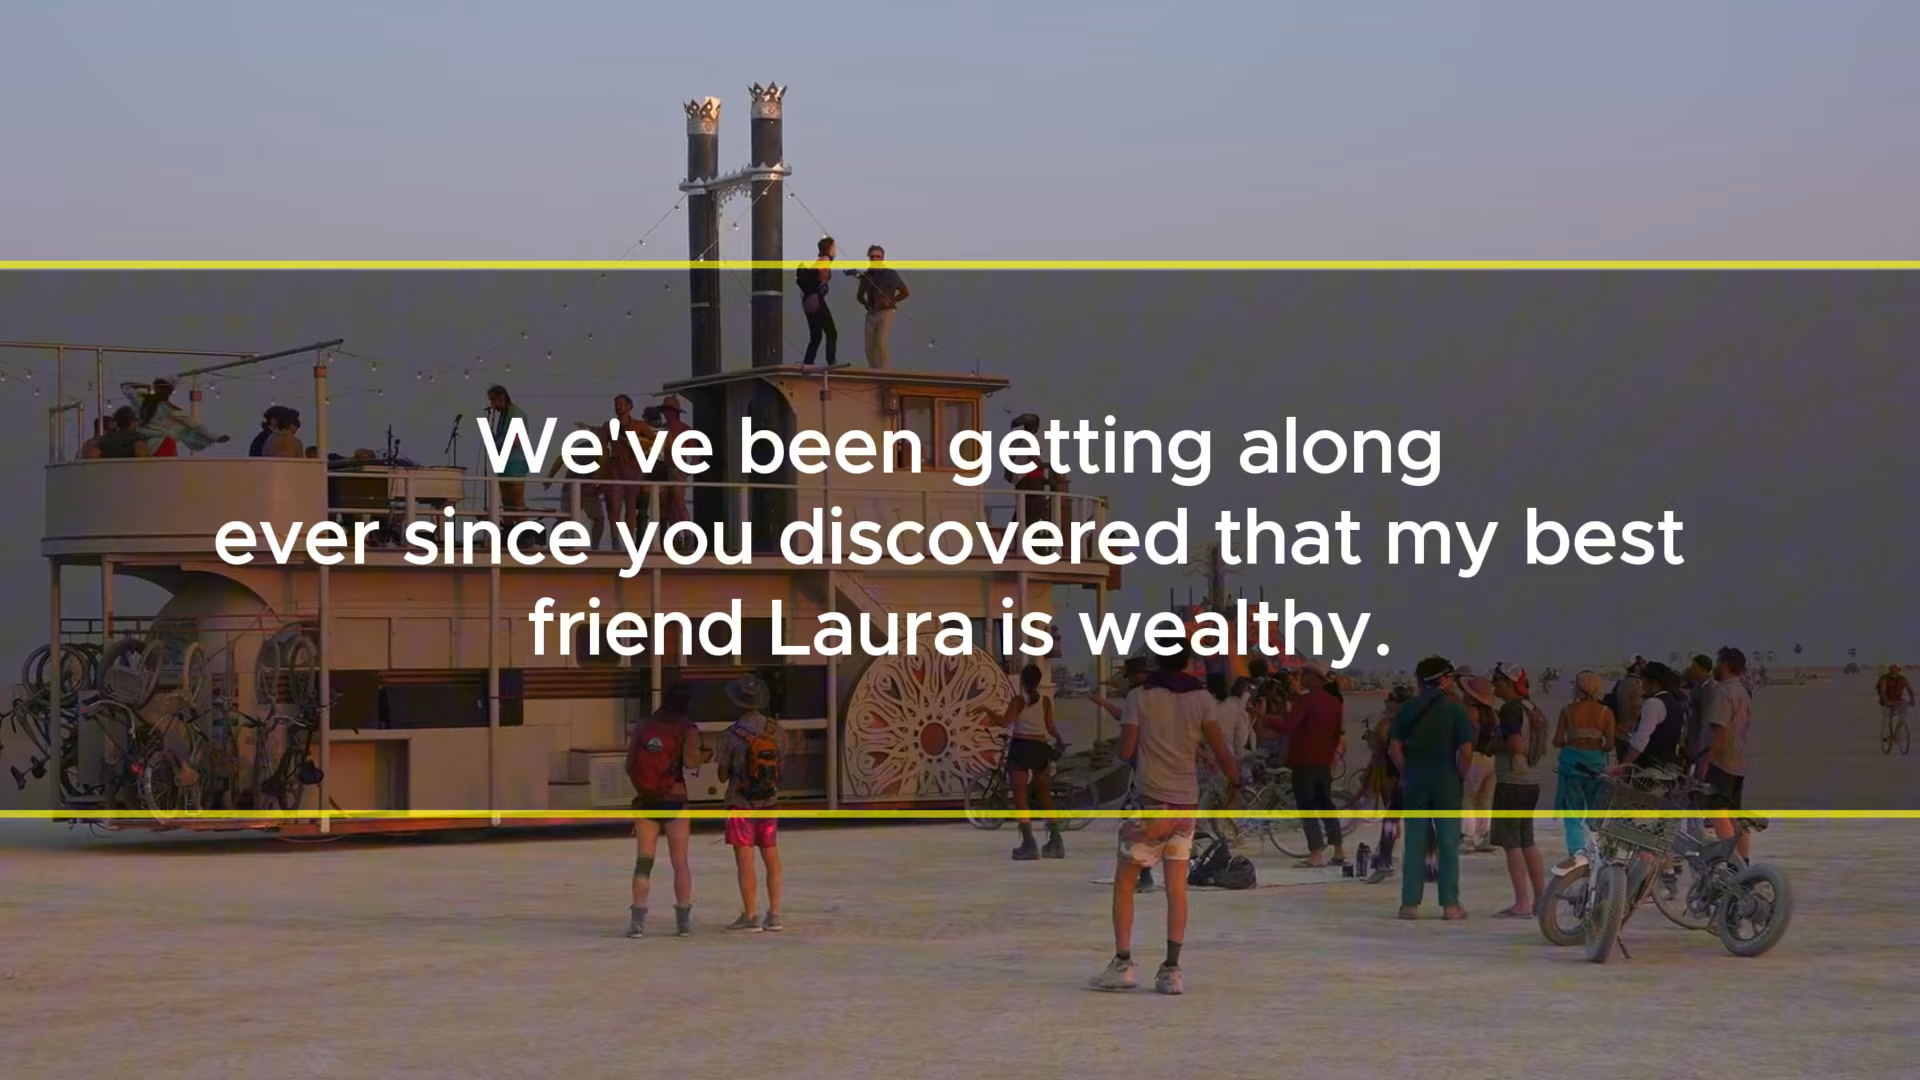 We've been getting along
ever since you discovered that my best
friend Laura is wealthy.